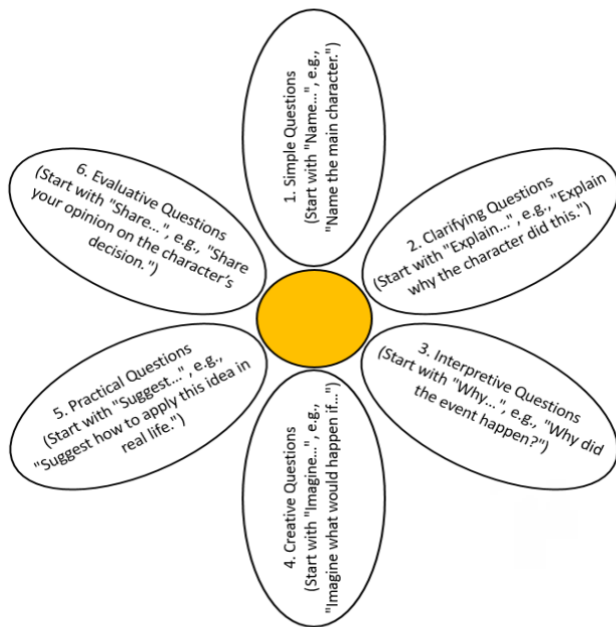 1. Simple Questions
(Start with "Name...", e.g.,
"Name the main character.")
2. Clarifying Questions
(Start with "Explain...", e.g., "Explain
why the character did this.")
3. Interpretive Questions
(Start with "Why...", e.g., "Why did
the event happen?")
4. Creative Questions
(Start with "Imagine...", e.g.,
"Imagine what would happen if...")
5. Practical Questions
(Start with "Suggest...", e.g.,
"Suggest how to apply this idea in
real life.")
6. Evaluative Questions
(Start with "Share...", e.g., "Share
your opinion on the character's
decision.")